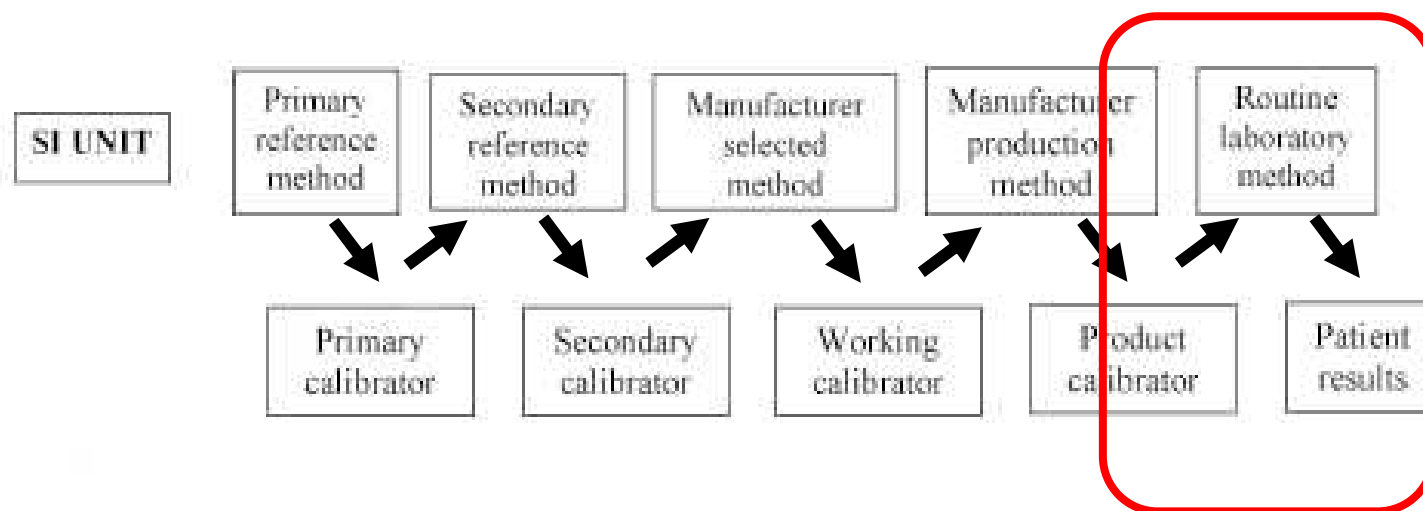 SI UNIT
Primary
reference
method
Secondary
reference
method
Manufacturer
selected
method
Manufacturer
production
method
Routine
laboratory
method
Primary
calibrator
Secondary
calibrator
Working
calibrator
Product
calibrator
Patient
results